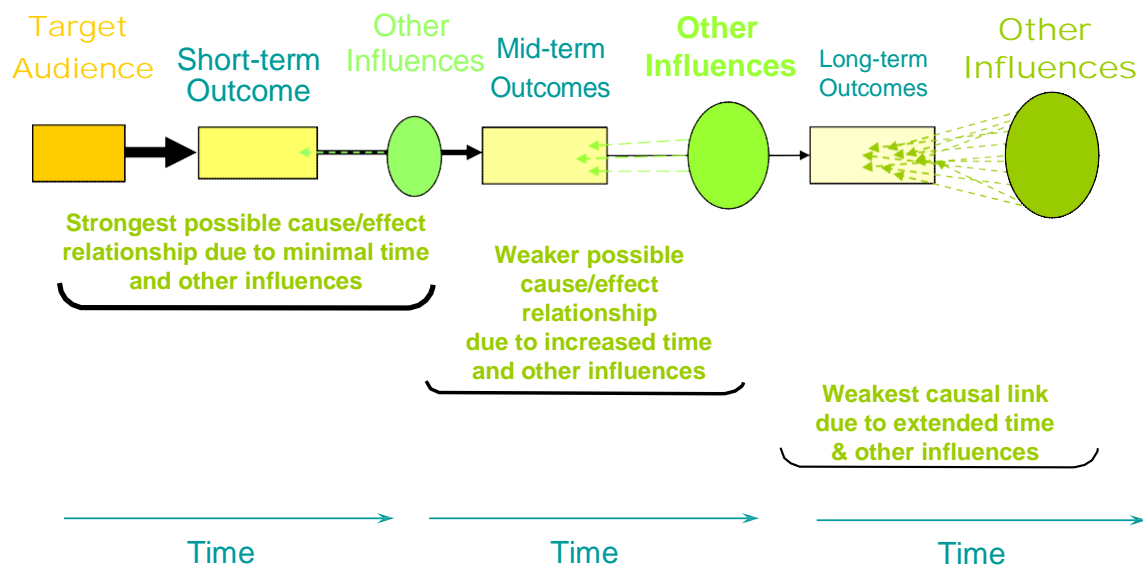 Target
Audience
Short-term
Outcome
Other
Influences
Mid-term
Outcomes
Other
Influences
Long-term
Outcomes
Other
Influences
Strongest possible cause/effect
relationship due to minimal time
and other influences
Weaker possible
cause/effect
relationship
due to increased time
and other influences
Weakest causal link
due to extended time
& other influences
Time
Time
Time